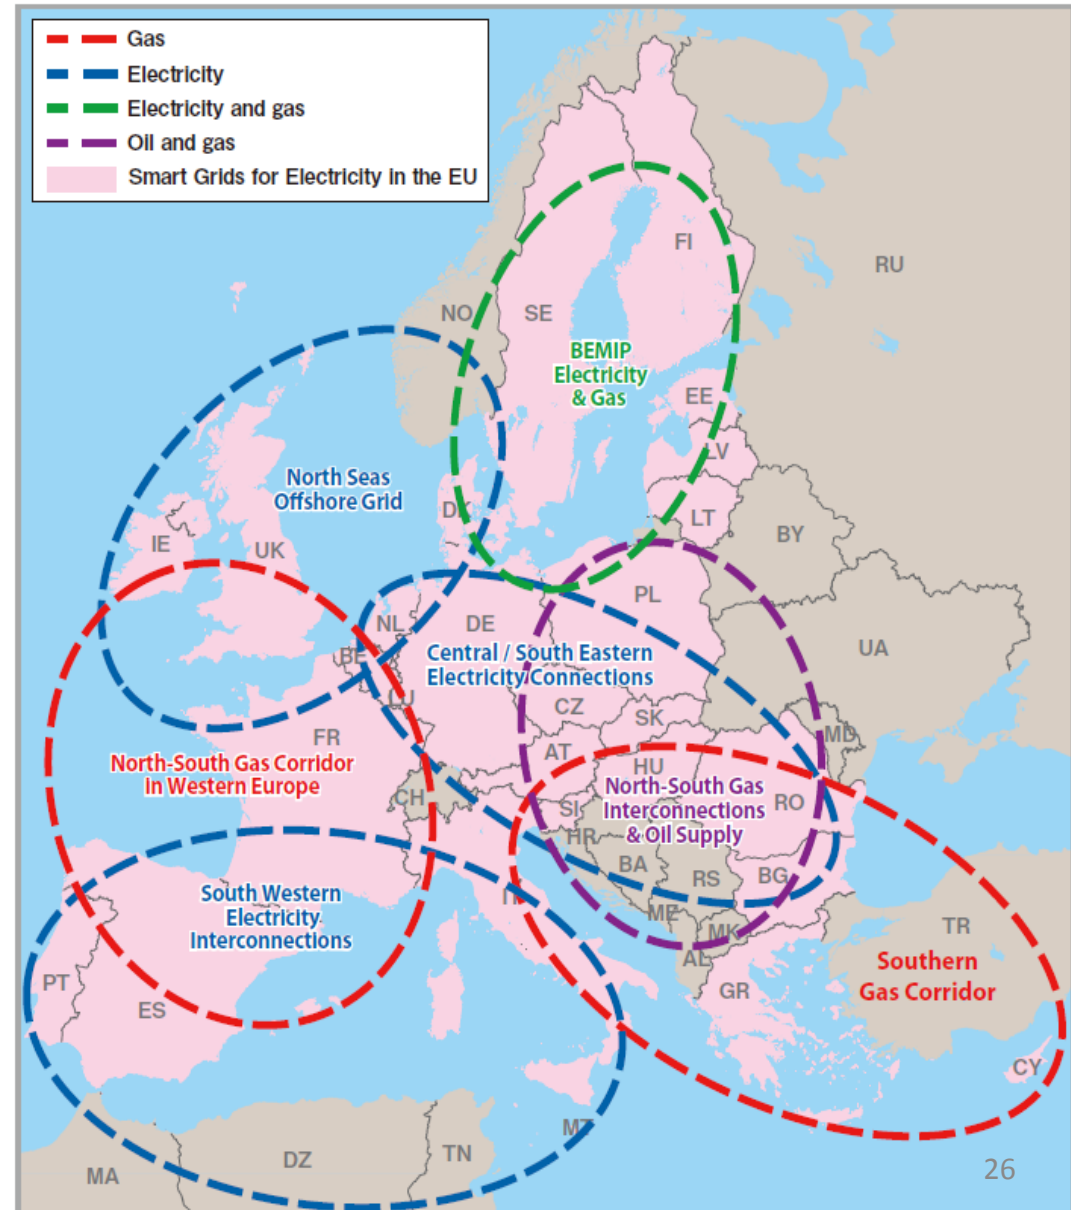 Gas
Electricity
Electricity and gas
Oil and gas
Smart Grids for Electricity in the EU
FI
RU
NO
SE
BEMIP
Electricity
& Gas
EE
LV
North Seas
Offshore Grid
DK
LT
BY
IE
UK
PL
NL
DE
UA
BE
Central / South Eastern
Electricity Connections
LU
CZ
SK
FR
MD
AT
HU
North-South Gas Corridor
in Western Europe
CH
North-South Gas
Interconnections
& Oil Supply
RO
SI
HR
BA
RS
BG
South Western
Electricity
Interconnections
IT
ME
MK
TR
AL
Southern
Gas Corridor
PT
GR
ES
CY
MT
TN
DZ
MA
26